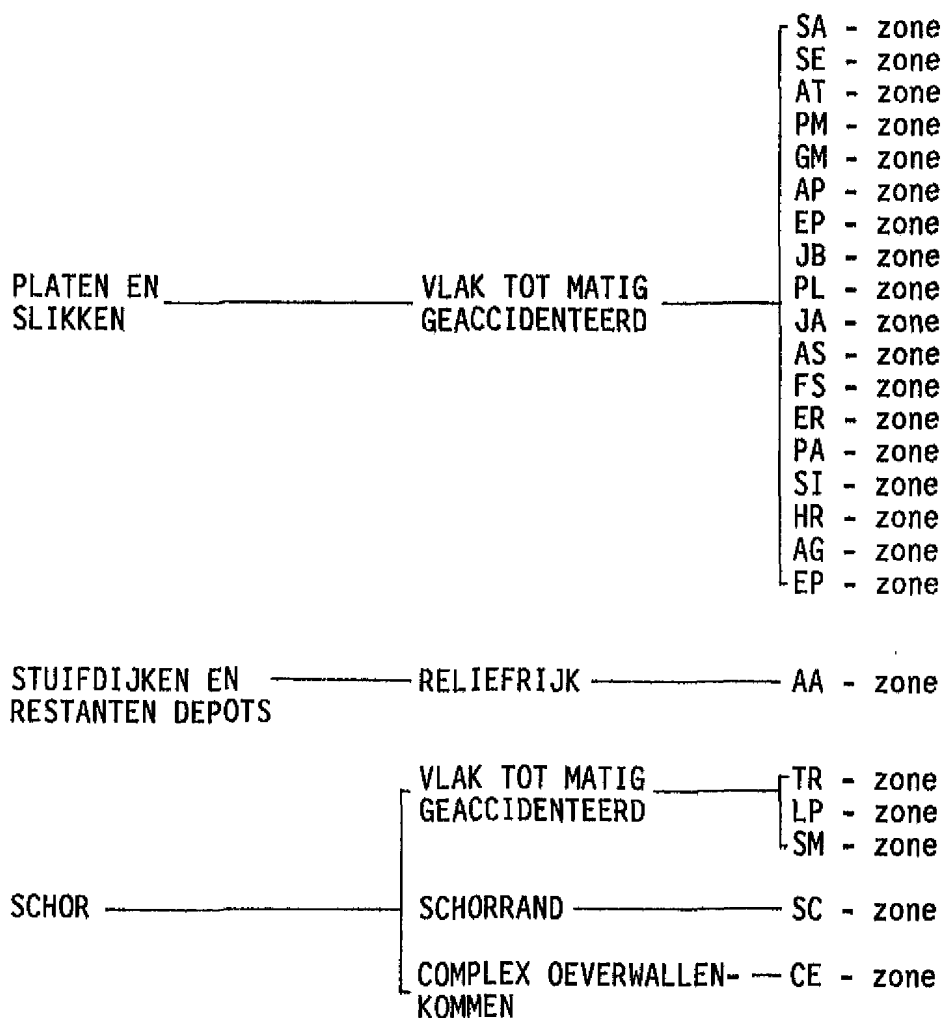 SA - zone
SE - zone
AT - zone
PM - zone
GM - zone
AP - zone
EP - zone
JB - zone
PLATEN EN VLAK TOT MATIG PL - zone
SLIKKEN GEACCIDENTEERD JA - zone
AS - zone
FS - zone
ER - zone
PA - zone
SI - zone
HR - zone
AG - zone
EP - zone
STUIFDIJKEN EN RELIEFRIJK AA - zone
RESTANTEN DEPOTS
VLAK TOT MATIG TR - zone
GEACCIDENTEERD LP - zone
SM - zone
SCHOR SCHORRAND SC - zone
COMPLEX OEVERWALLEN- CE - zone
KOMMEN